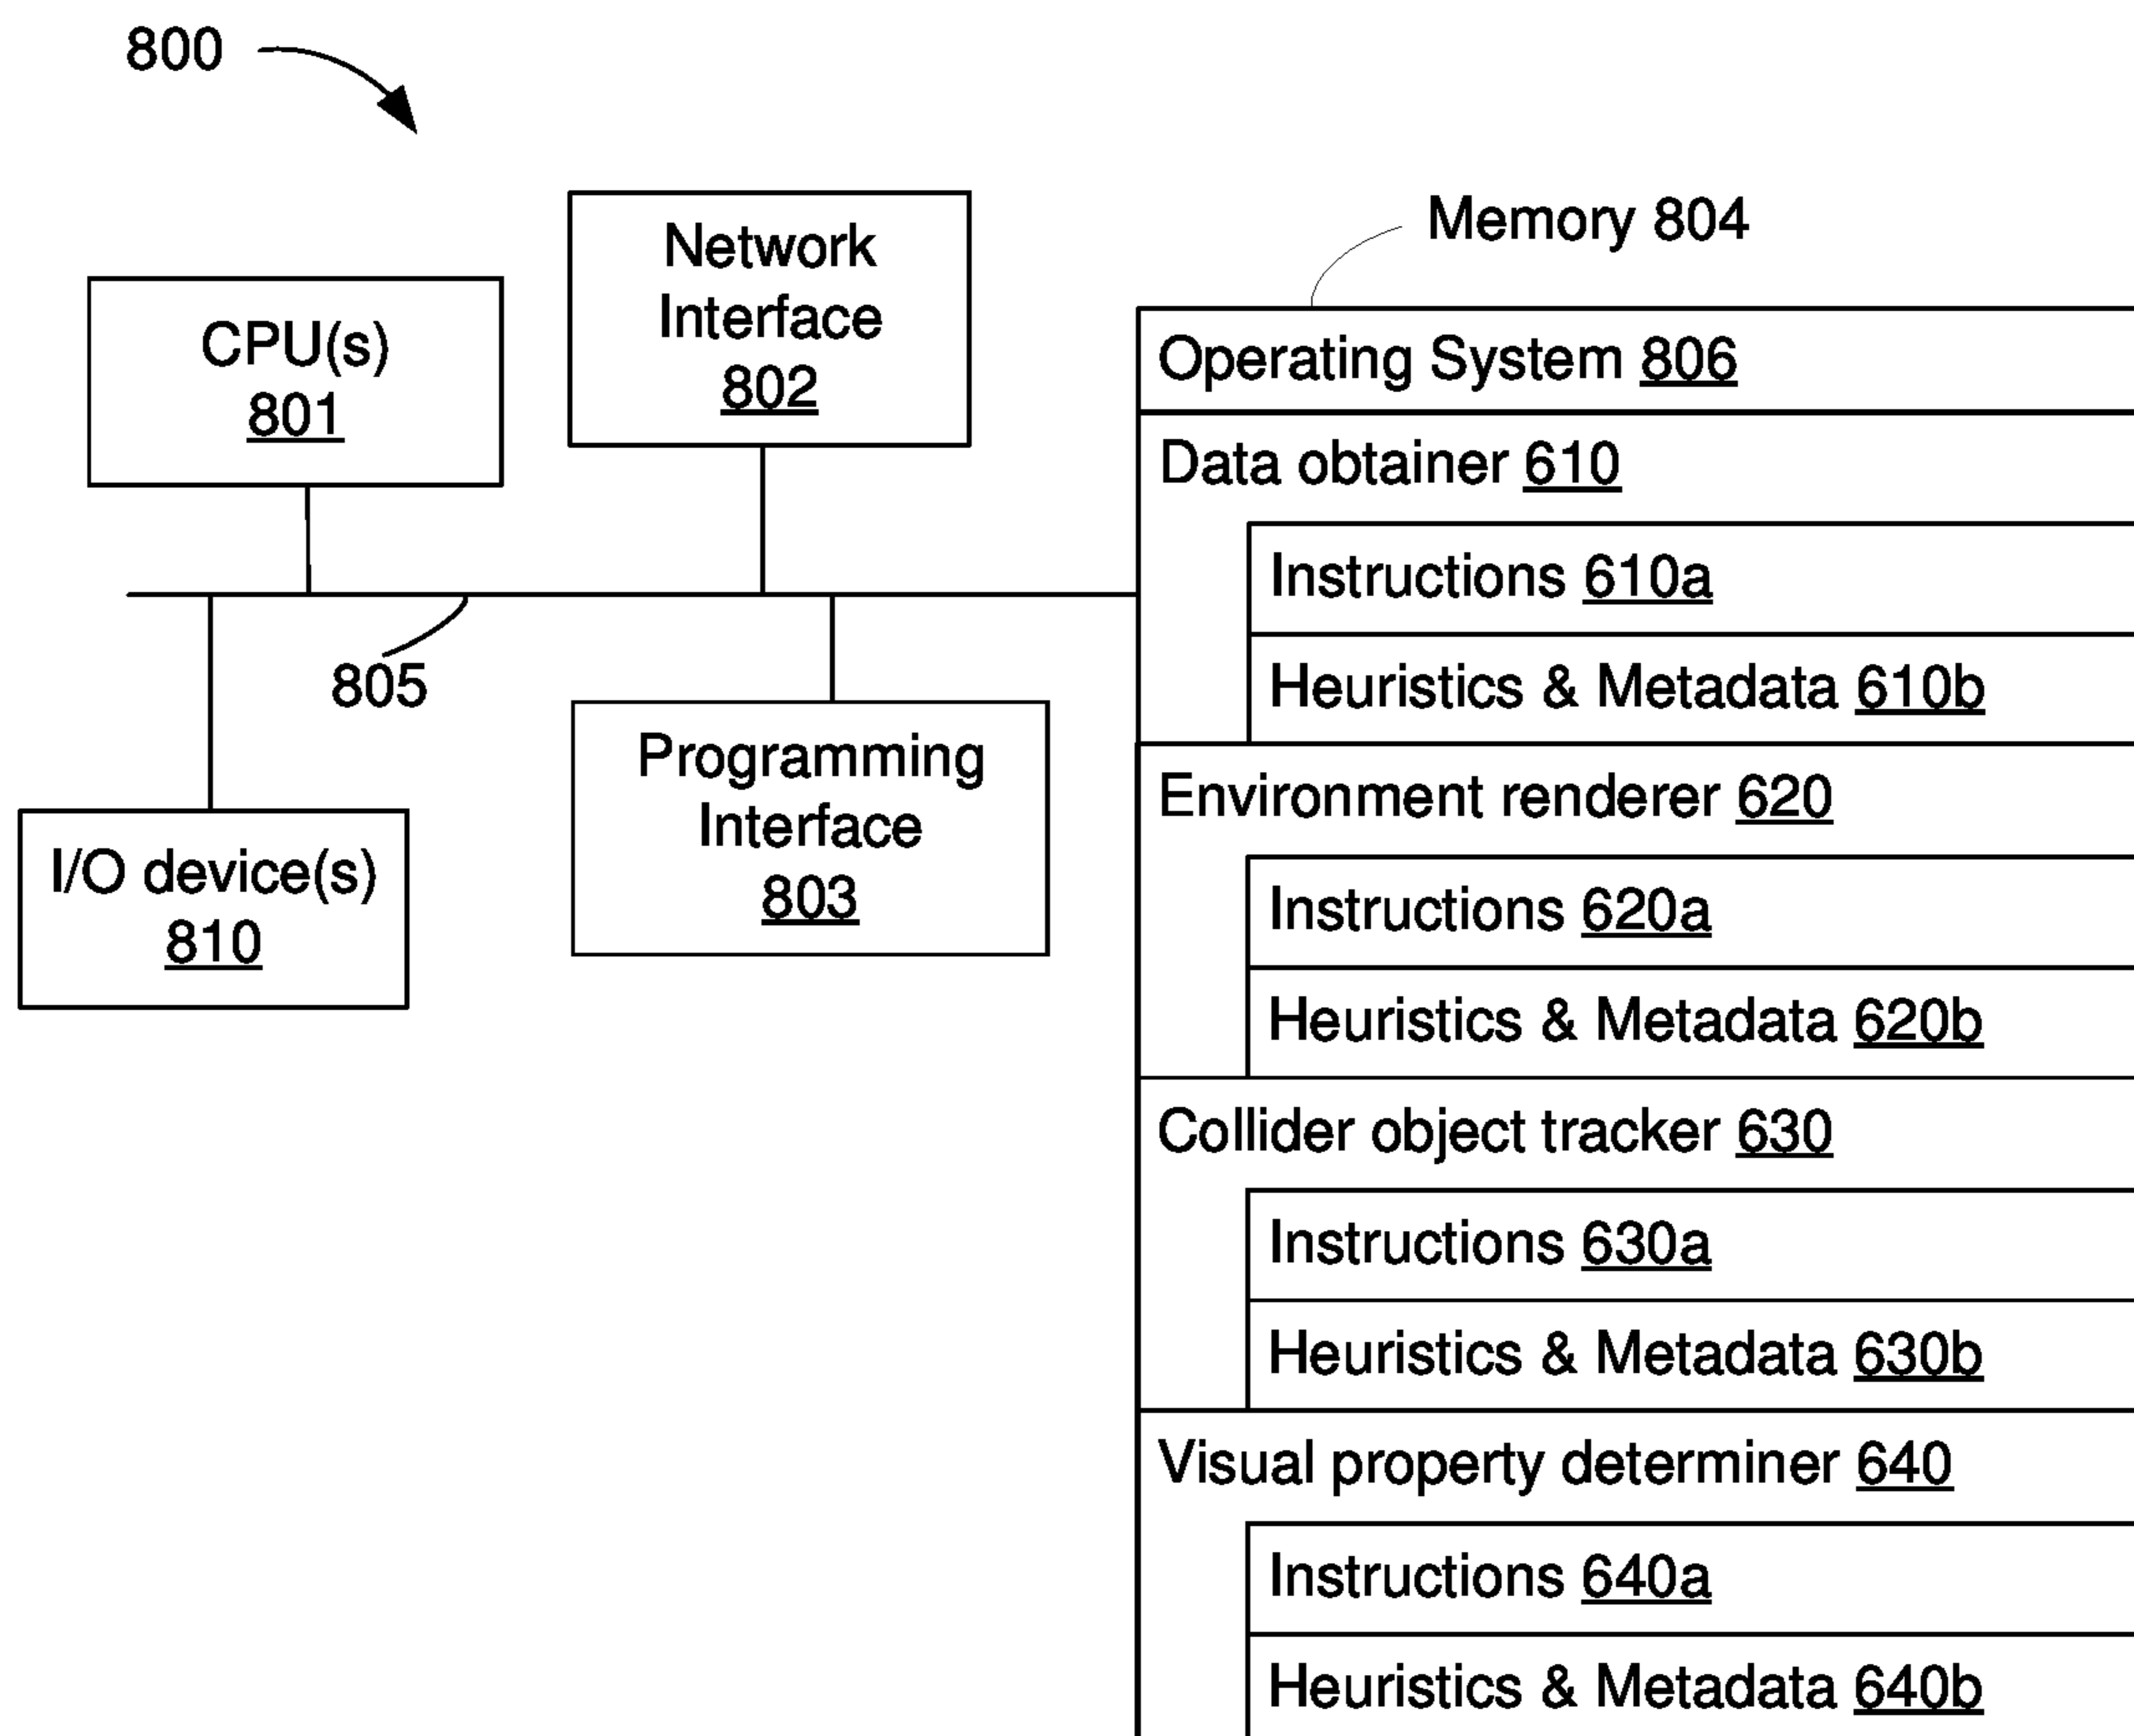 800
CPU(s)
801
Network
Interface
802
805
I/O device(s)
810
Programming
Interface
803
Memory 804
Operating System 806
Data obtainer 610
Instructions 610a
Heuristics & Metadata 610b
Environment renderer 620
Instructions 620a
Heuristics & Metadata 620b
Collider object tracker 630
Instructions 630a
Heuristics & Metadata 630b
Visual property determiner 640
Instructions 640a
Heuristics & Metadata 640b